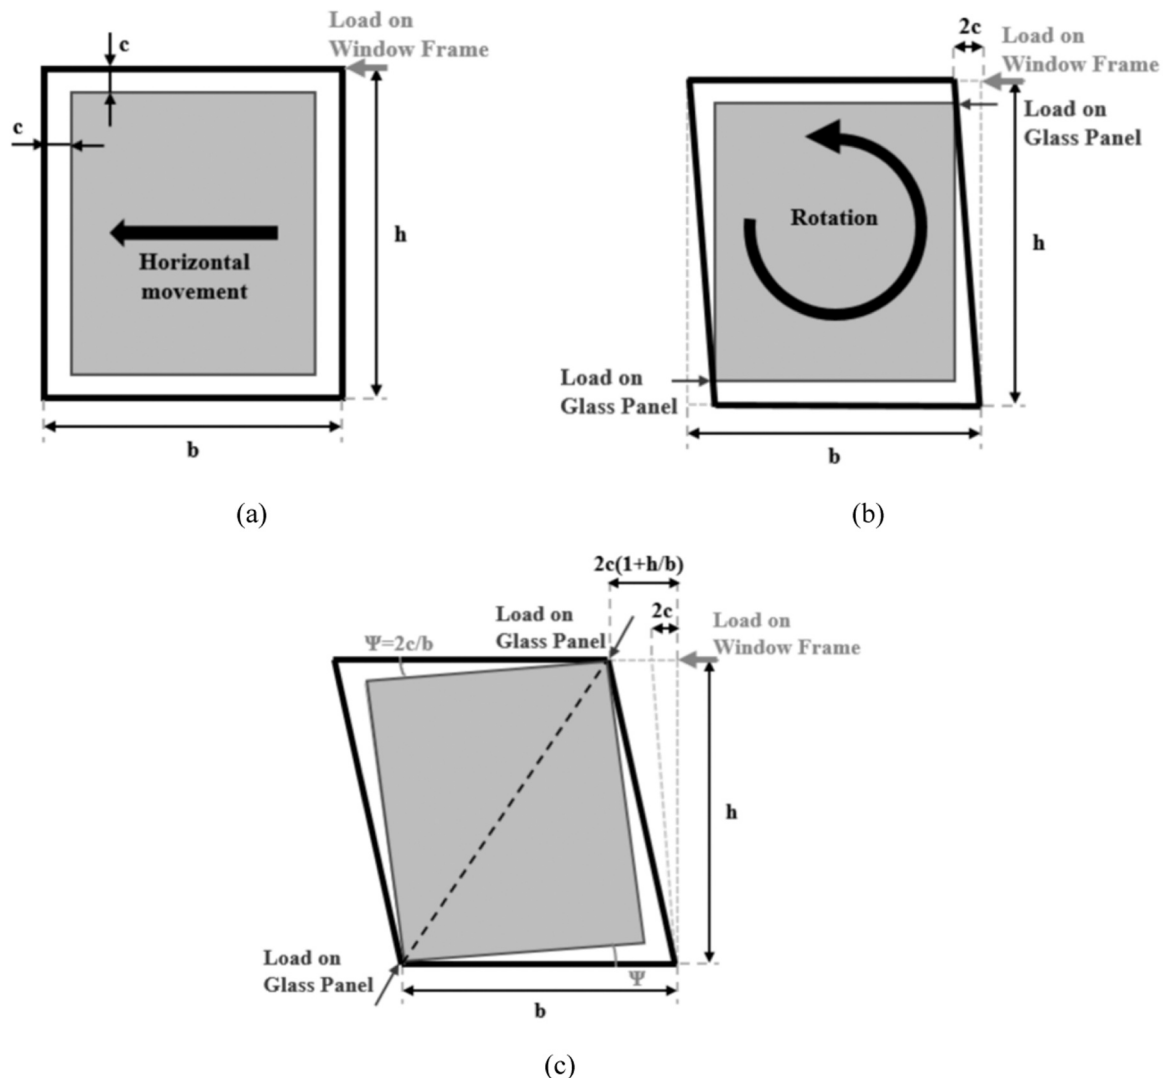 Load on
Window Frame
c
c
Horizontal
movement
h
b
(a)
2c
Load on
Window Frame
Load on
Glass Panel
Rotation
h
Load on
Glass Panel
b
(b)
2c(1+h/b)
Load on
Glass Panel
2c
Load on
Window Frame
Ψ=2c/b
h
Load on
Glass Panel
Ψ
b
(c)